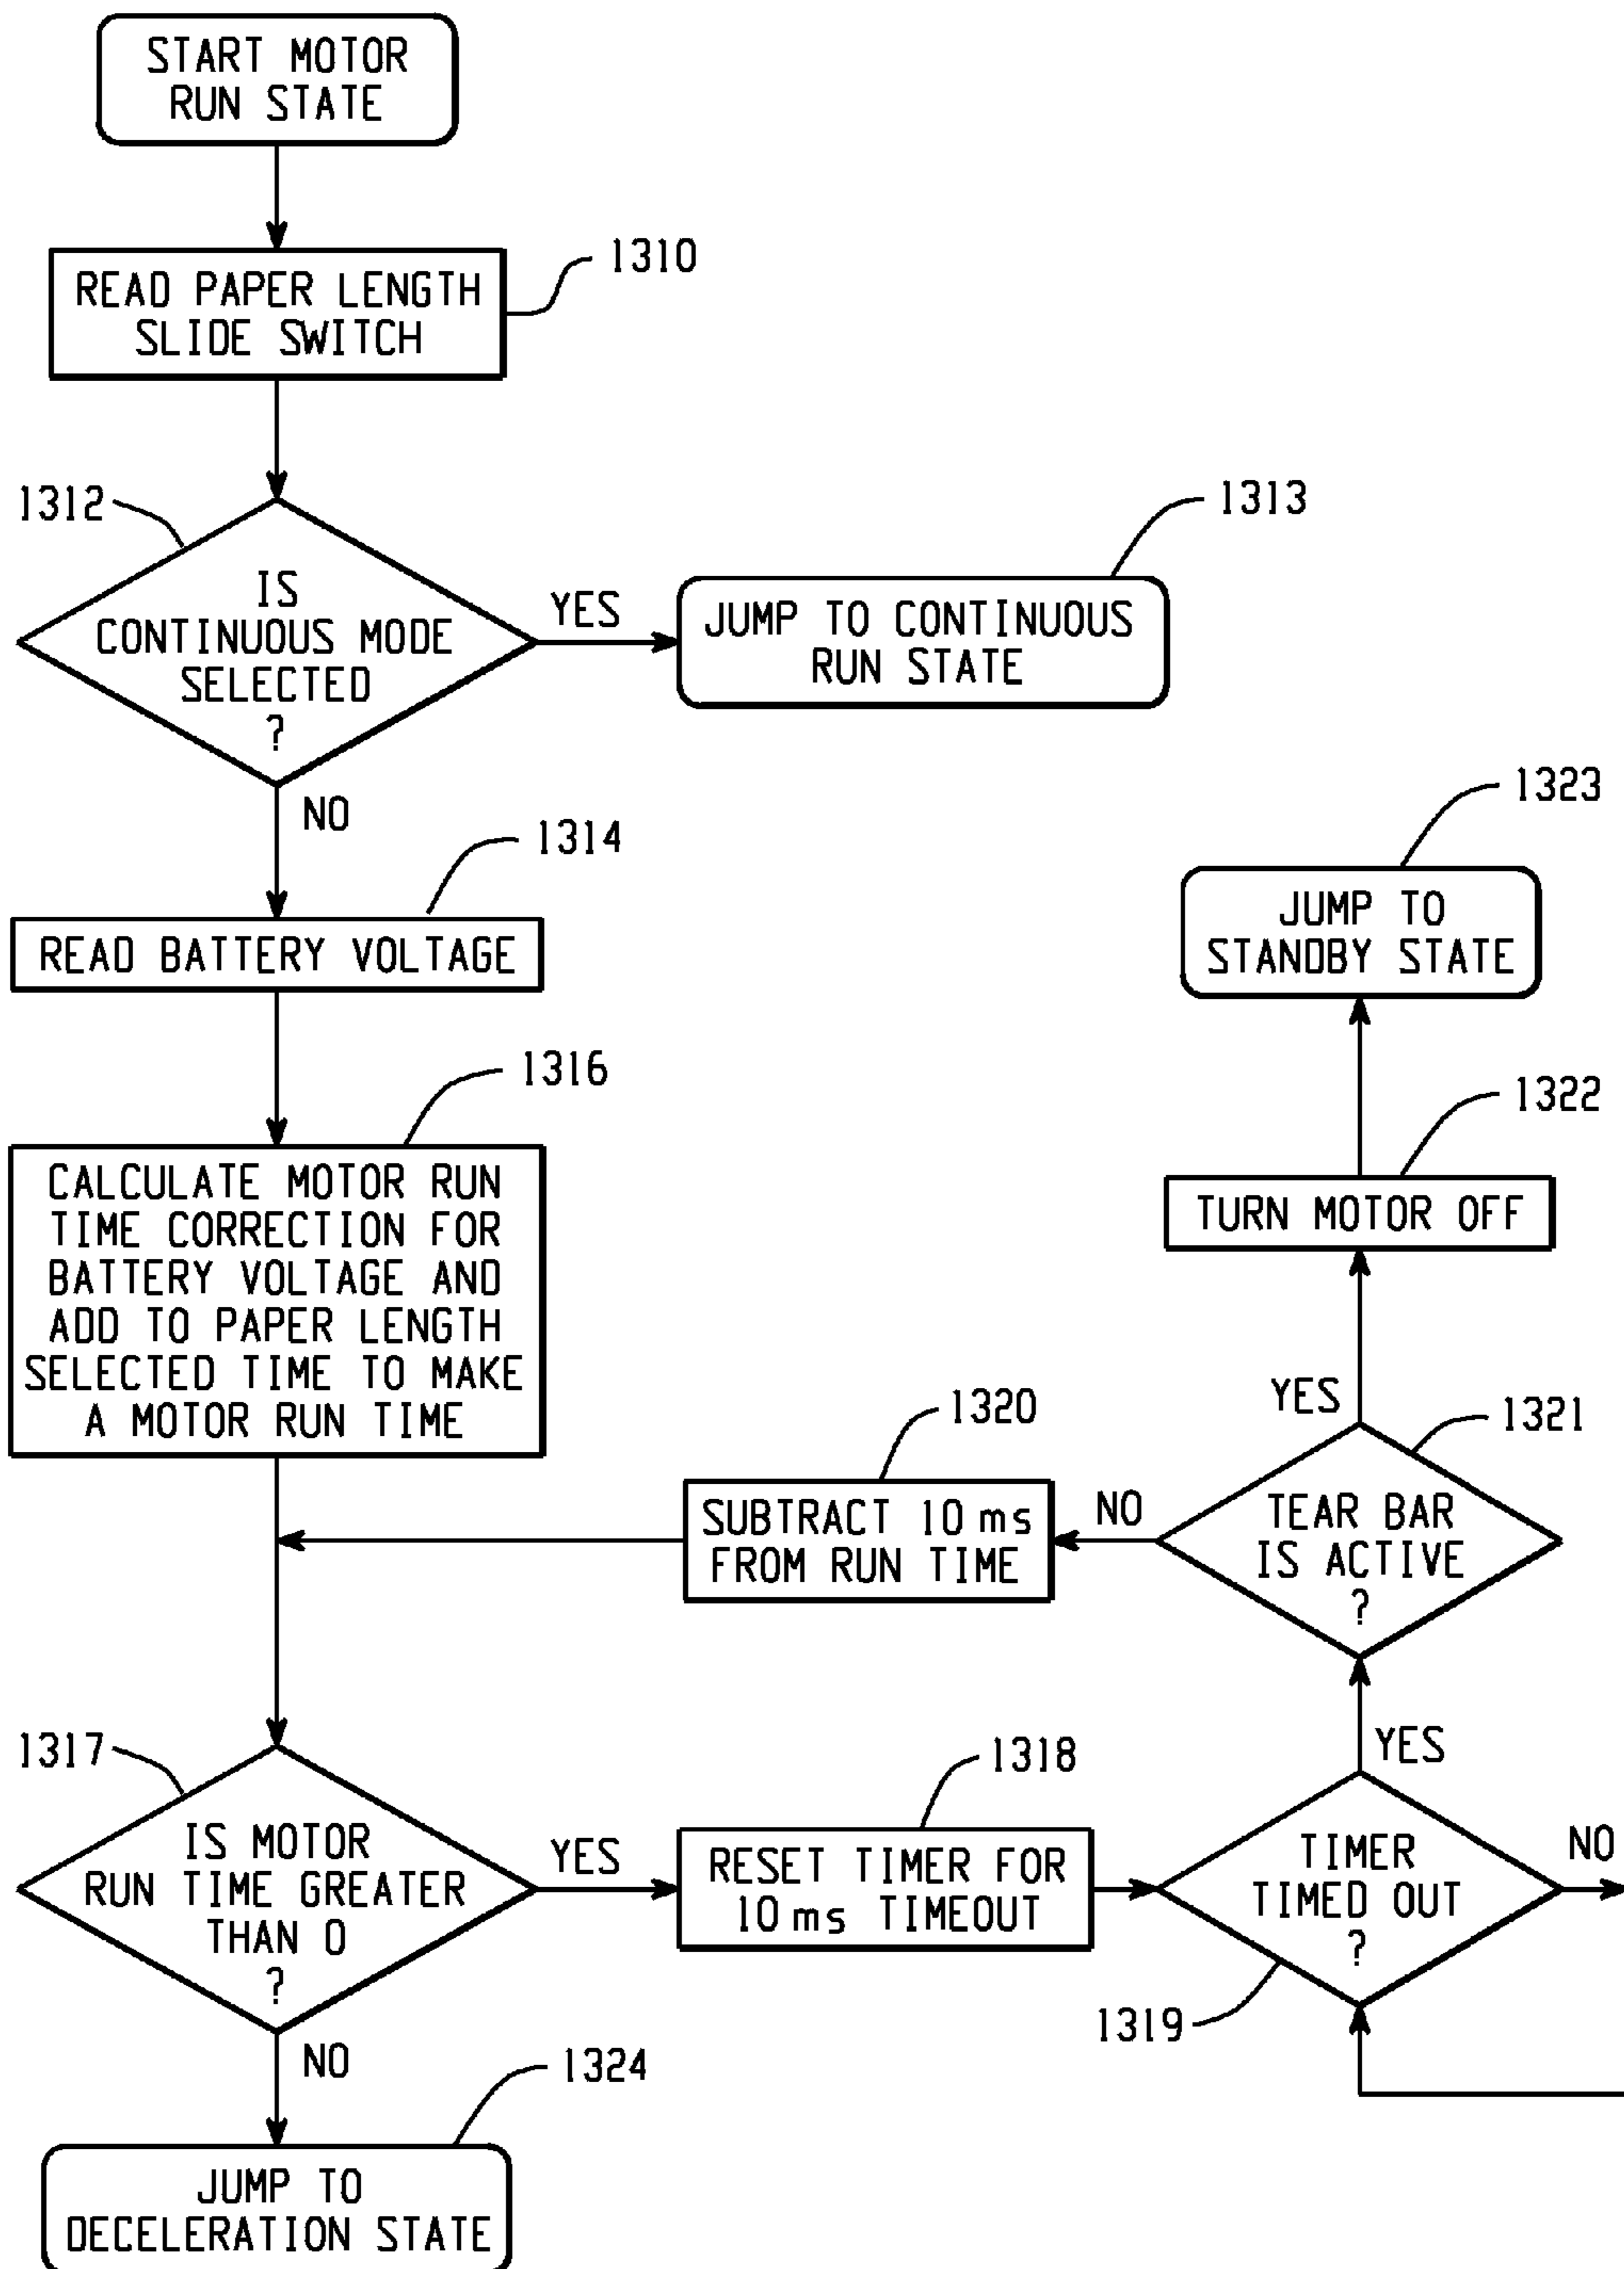 START MOTOR
RUN STATE
1310
READ PAPER LENGTH
SLIDE SWITCH
1312
IS
CONTINUOUS MODE
SELECTED
?
YES
1313
JUMP TO CONTINUOUS
RUN STATE
NO
1314
READ BATTERY VOLTAGE
1316
CALCULATE MOTOR RUN
TIME CORRECTION FOR
BATTERY VOLTAGE AND
ADD TO PAPER LENGTH
SELECTED TIME TO MAKE
A MOTOR RUN TIME
1317
IS MOTOR
RUN TIME GREATER
THAN 0
?
YES
1318
RESET TIMER FOR
10 ms TIMEOUT
TIMER
TIMED OUT
?
1319
NO
YES
TEAR BAR
IS ACTIVE
?
1321
NO
1320
SUBTRACT 10 ms
FROM RUN TIME
YES
1322
TURN MOTOR OFF
1323
JUMP TO
STANDBY STATE
NO
1324
JUMP TO
DECELERATION STATE